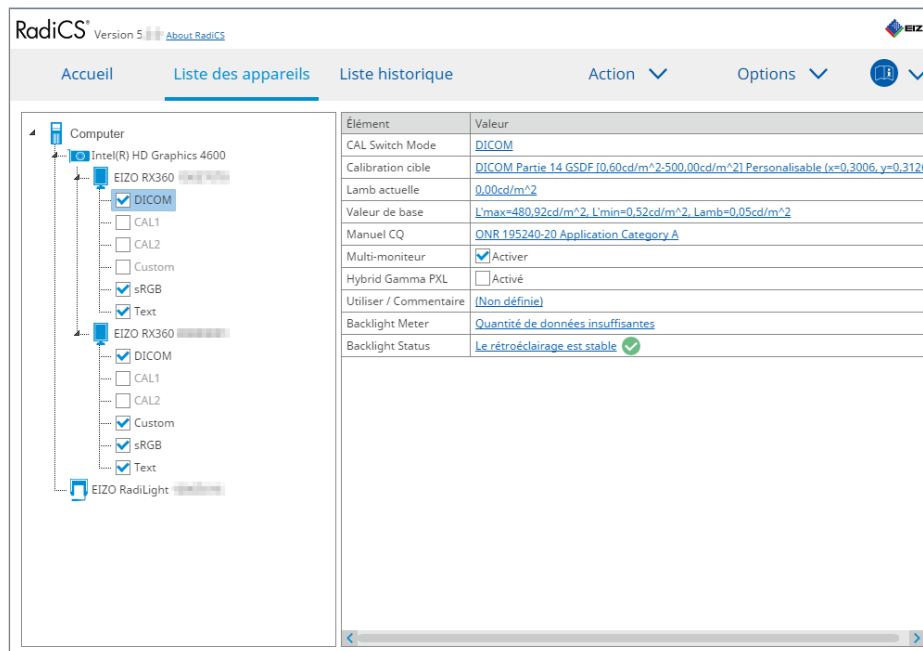 RadiCS® Version 5. About RadiCS
EIZ
Accueil Liste des appareils Liste historique Action Options
Computer
Intel(R) HD Graphics 4600
EIZO RX360
DICOM
CAL1
CAL2
Custom
sRGB
Text
EIZO RX360
DICOM
CAL1
CAL2
Custom
sRGB
Text
EIZO RadiLight
Élément Valeur
CAL Switch Mode DICOM
Calibration cible DICOM Partie 14 GSDF [0,60cd/m^2-500,00cd/m^2] Personalisable (x=0,3006, y=0,312
Lamb actuelle 0,00cd/m^2
Valeur de base L'max=480,92cd/m^2, L'min=0,52cd/m^2, Lamb=0,05cd/m^2
Manuel CQ ONR 195240-20 Application Category A
Multi-moniteur Activer
Hybrid Gamma PXL Activé
Utiliser / Commentaire (Non définie)
Backlight Meter Quantité de données insuffisantes
Backlight Status Le rétroéclairage est stable